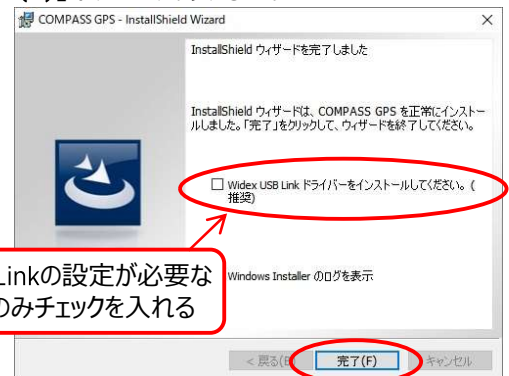 COMPASS GPS - InstallShield Wizard
InstallShield ウィザードを完了しました
InstallShield ウィザードは、COMPASS GPS を正常にインストー
ルしました。「完了」をクリックして、ウィザードを終了してください。
Widex USB Link ドライバーをインストールしてください。(
推奨)
Linkの設定が必要な
のみチェックを入れる
Windows Installer のログを表示
< 戻る(B)
完了(F)
キャンセル